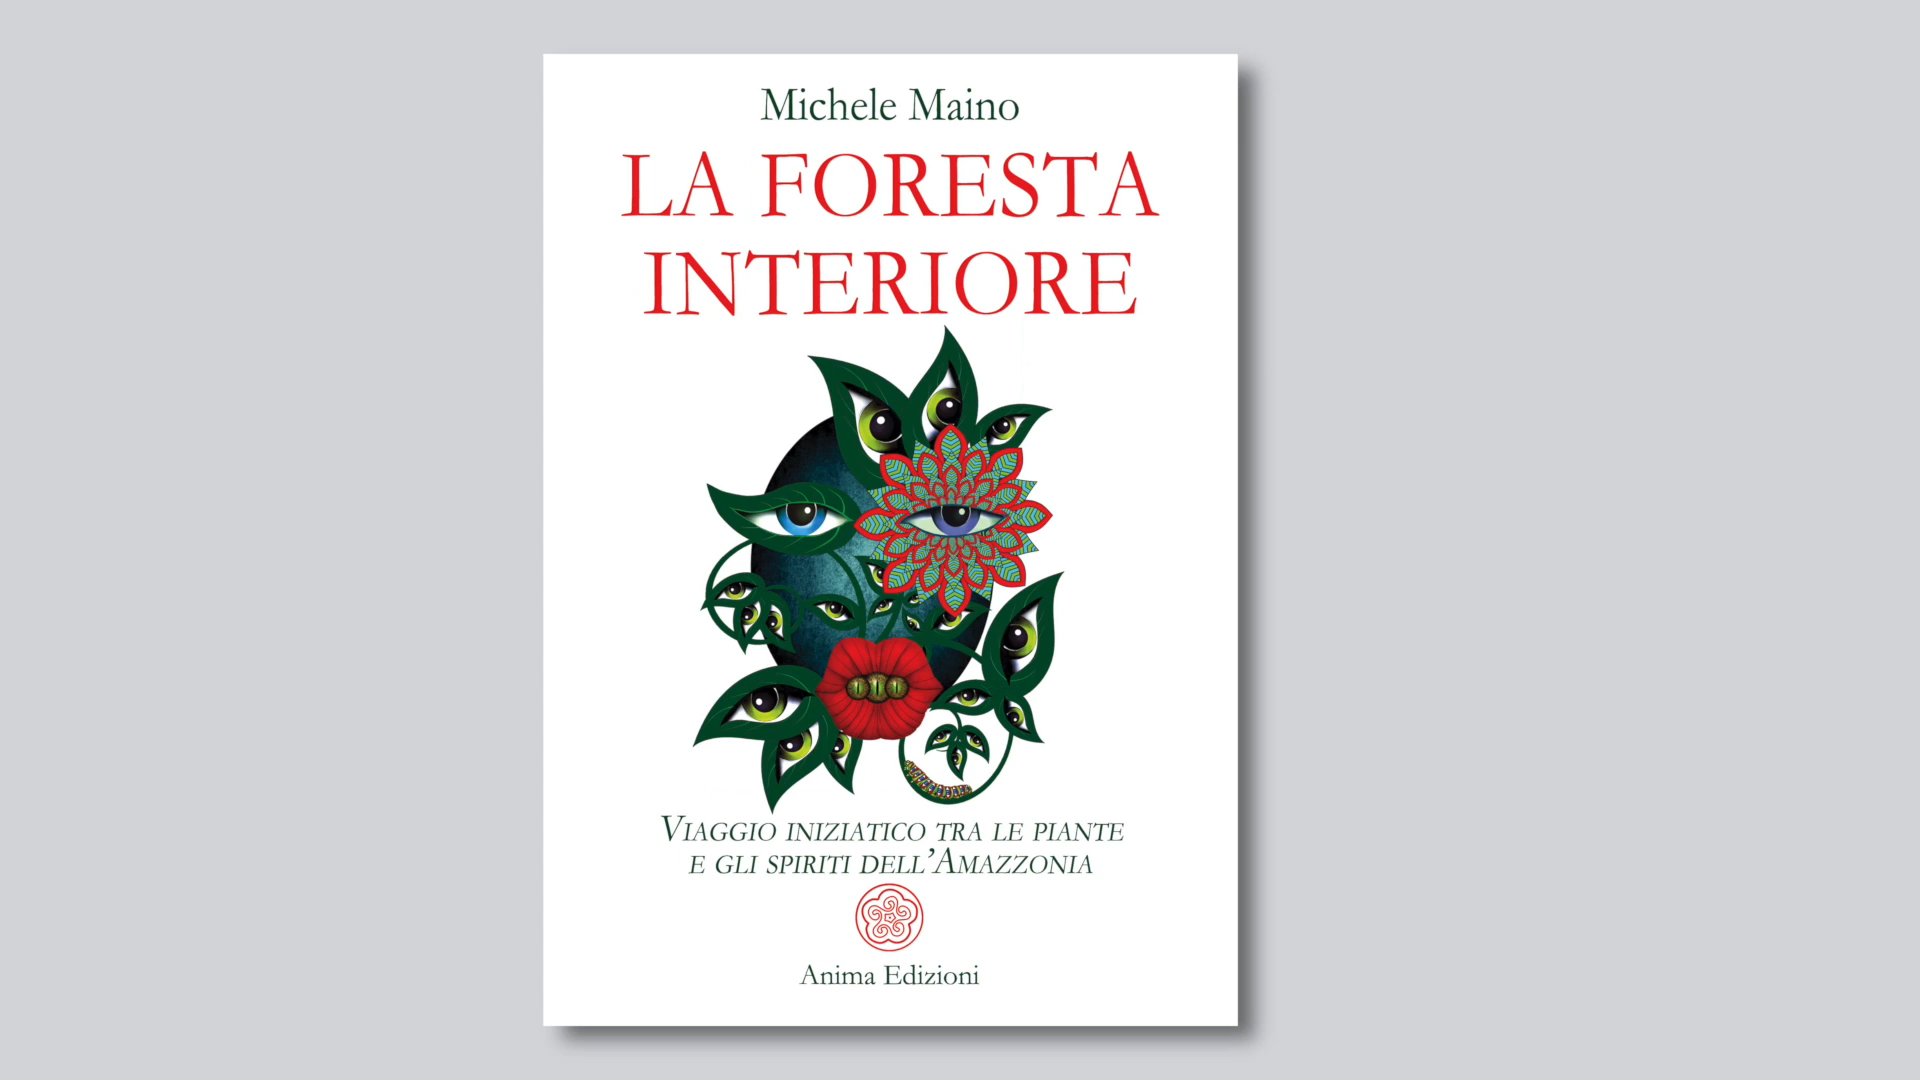 Michele Maino
LA FORESTA
INTERIORE
Viaggio iniziatico tra le piante
e gli spiriti dell’Amazzonia
Anima Edizioni